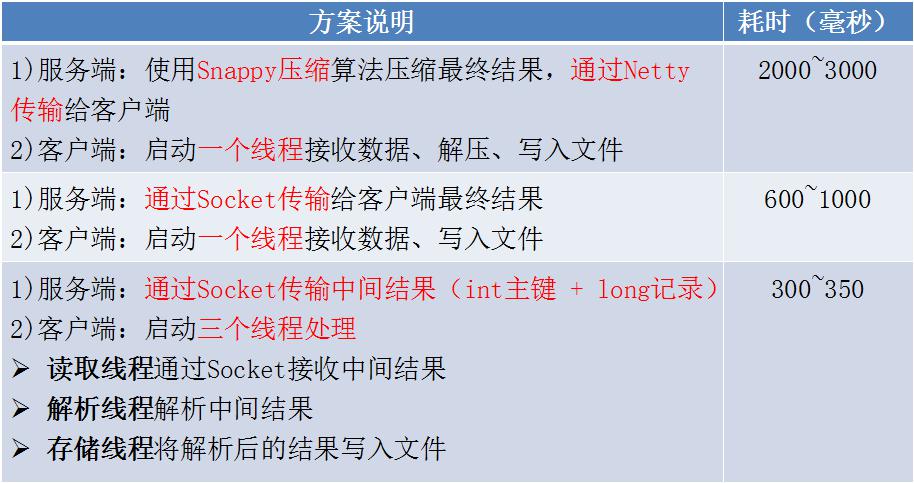 方案说明 耗时（毫秒）
1)服务端：使用Snappy压缩算法压缩最终结果，通过Netty 2000~3000
传输给客户端
2)客户端：启动一个线程接收数据、解压、写入文件
1)服务端：通过Socket传输给客户端最终结果 600~1000
2)客户端：启动一个线程接收数据、写入文件
1)服务端：通过Socket传输中间结果（int主键 + long记录） 300~350
2)客户端：启动三个线程处理
➢ 读取线程通过Socket接收中间结果
➢ 解析线程解析中间结果
➢ 存储线程将解析后的结果写入文件